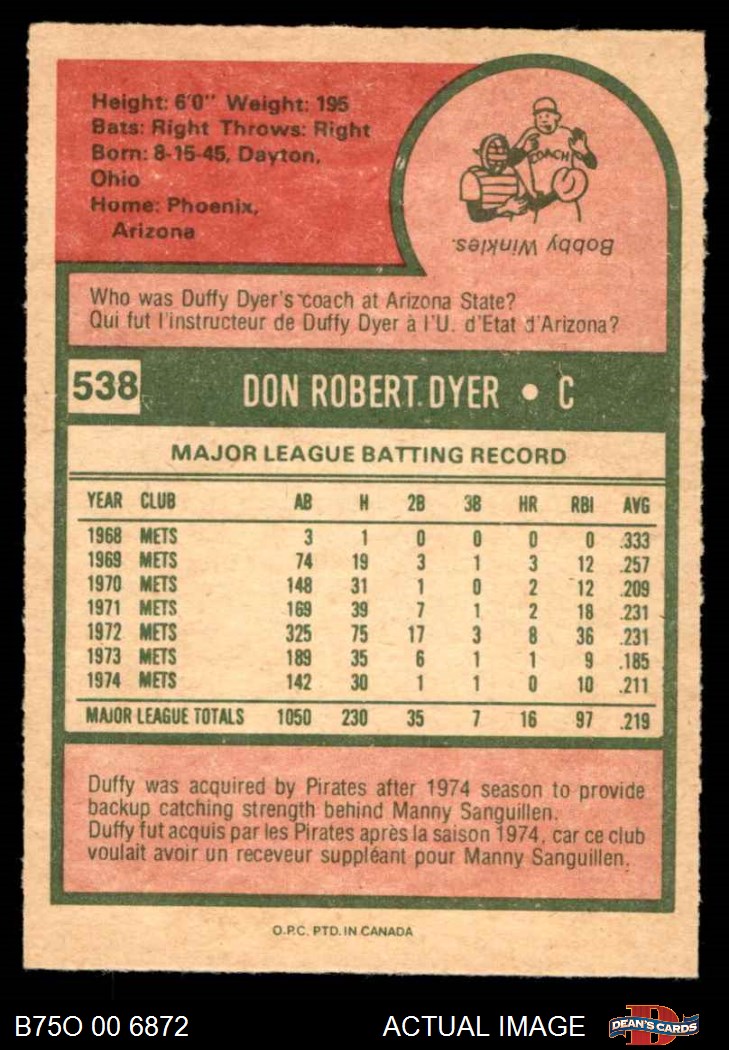 Height: 6'0" Weight: 195
Bats: Right Throws: Right
Born: 8-15-45, Dayton,
Ohio
Home: Phoenix,
Arizona
COACH
Bobby Winkles.
Who was Duffy Dyer's coach at Arizona State?
Qui fut l'instructeur de Duffy Dyer à l'U. d'Etat d'Arizona?
538 DON ROBERT DYER • C
MAJOR LEAGUE BATTING RECORD
YEAR CLUB AB H 2B 3B HR RBI AVG
1968 METS 3 1 0 0 0 0 .333
1969 METS 74 19 3 1 3 12 .257
1970 METS 148 31 1 0 2 12 .209
1971 METS 169 39 7 1 2 18 .231
1972 METS 325 75 17 3 8 36 .231
1973 METS 189 35 6 1 1 9 .185
1974 METS 142 30 1 1 0 10 .211
MAJOR LEAGUE TOTALS 1050 230 35 7 16 97 .219
Duffy was acquired by Pirates after 1974 season to provide
backup catching strength behind Manny Sanguillen.
Duffy fut acquis par les Pirates après la saison 1974, car ce club
voulait avoir un receveur suppléant pour Manny Sanguillen.
O.P.C. PTD. IN CANADA
B75O 00 6872 ACTUAL IMAGE DEAN'S CARDS